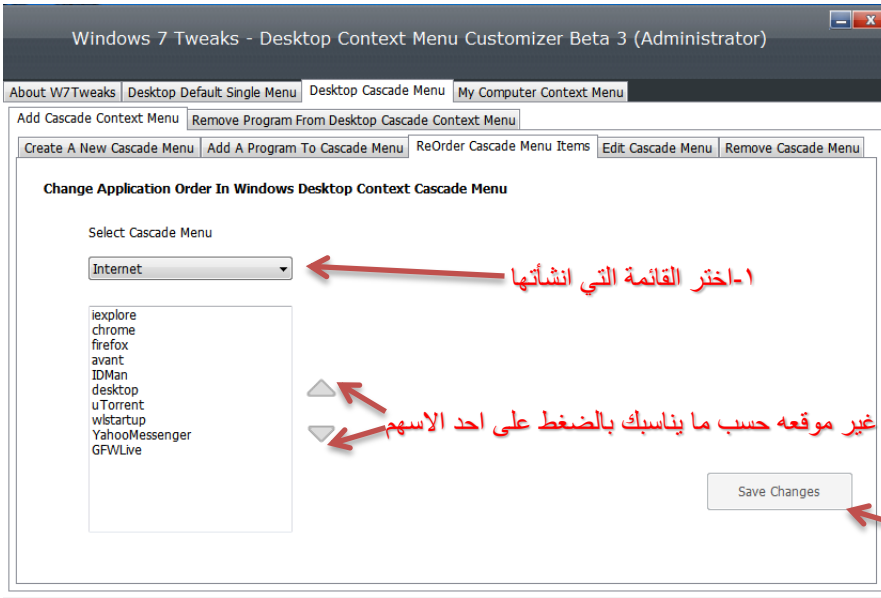 Windows 7 Tweaks - Desktop Context Menu Customizer Beta 3 (Administrator)
About W7Tweaks Desktop Default Single Menu Desktop Cascade Menu My Computer Context Menu
Add Cascade Context Menu Remove Program From Desktop Cascade Context Menu
Create A New Cascade Menu Add A Program To Cascade Menu ReOrder Cascade Menu Items Edit Cascade Menu Remove Cascade Menu
Change Application Order In Windows Desktop Context Cascade Menu
Select Cascade Menu
Internet
١-اختر القائمة التي انشأتها
iexplore
chrome
firefox
avant
IDMan
desktop
uTorrent
wlstartup
YahooMessenger
GFWLive
غير موقعه حسب ما يناسبك بالضغط على احد الاسهم
Save Changes